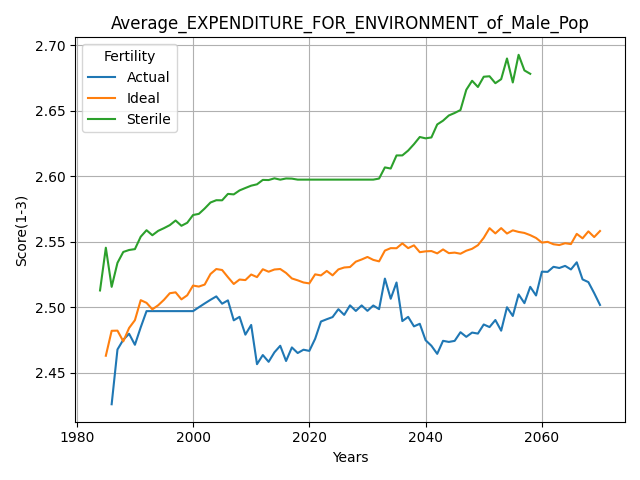 Average_EXPENDITURE_FOR_ENVIRONMENT_of_Male_Pop
Fertility
Actual
Ideal
Sterile
Score(1-3)
2.70
2.65
2.60
2.55
2.50
2.45
1980 2000 2020 2040 2060
Years